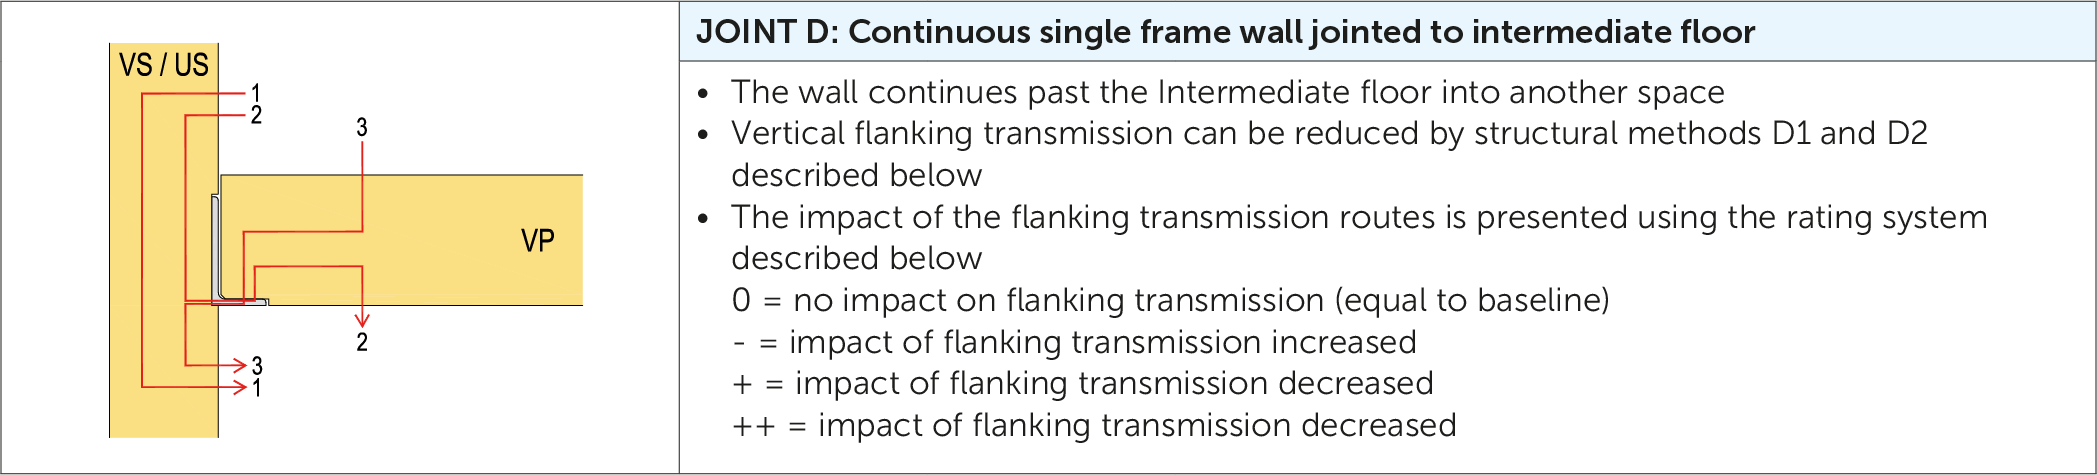 VS / US
1
2
3
VP
2
3
1
JOINT D: Continuous single frame wall jointed to intermediate floor
• The wall continues past the Intermediate floor into another space
• Vertical flanking transmission can be reduced by structural methods D1 and D2
described below
• The impact of the flanking transmission routes is presented using the rating system
described below
0 = no impact on flanking transmission (equal to baseline)
- = impact of flanking transmission increased
+ = impact of flanking transmission decreased
++ = impact of flanking transmission decreased